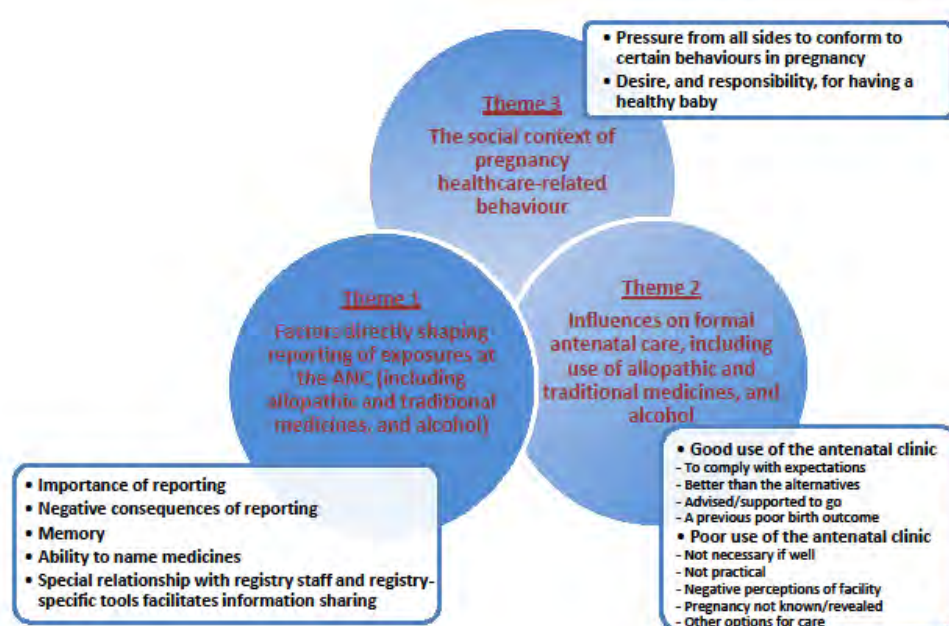 • Pressure from all sides to conform to
certain behaviours in pregnancy
• Desire, and responsibility, for having a
healthy baby
Theme 3
The social context of
pregnancy
healthcare-related
behaviour
Theme 1
Factors directly shaping
reporting of exposures at
the ANC (including
allopathic and traditional
medicines, and alcohol)
Theme 2
Influences on formal
antenatal care, including
use of allopathic and
traditional medicines, and
alcohol
• Importance of reporting
• Negative consequences of reporting
• Memory
• Ability to name medicines
• Special relationship with registry staff and registry-
specific tools facilitates information sharing
• Good use of the antenatal clinic
- To comply with expectations
- Better than the alternatives
- Advised/supported to go
- A previous poor birth outcome
• Poor use of the antenatal clinic
- Not necessary if well
- Not practical
- Negative perceptions of facility
- Pregnancy not known/revealed
- Other options for care